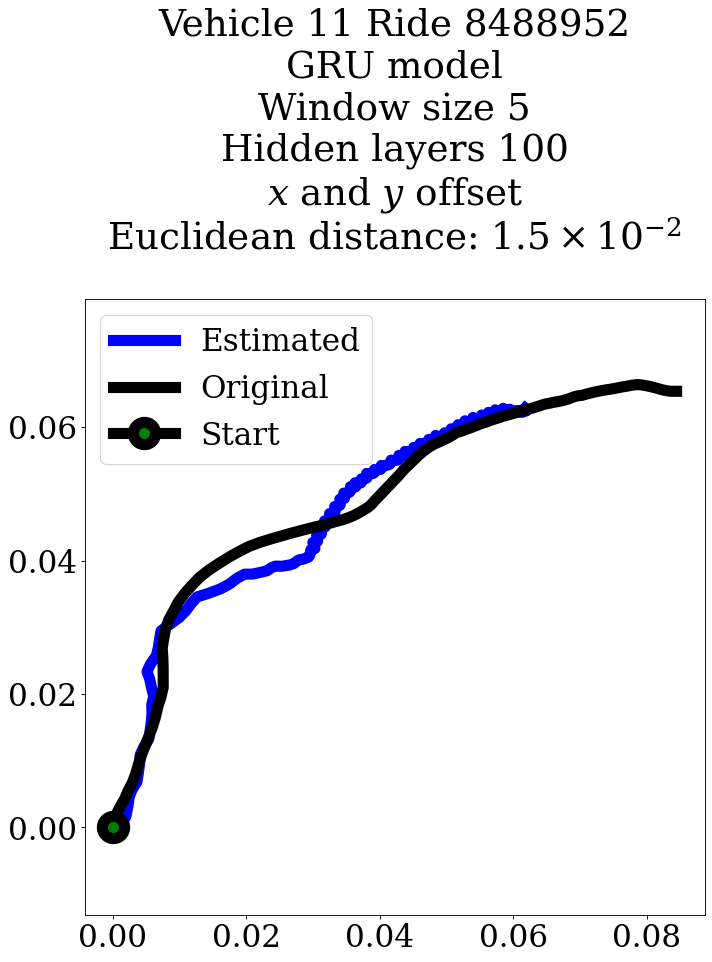 Vehicle 11 Ride 8488952
GRU model
Window size 5
Hidden layers 100
x and y offset
Euclidean distance: 1.5 × 10⁻²
Estimated
Original
Start
0.06
0.04
0.02
0.00
0.00 0.02 0.04 0.06 0.08